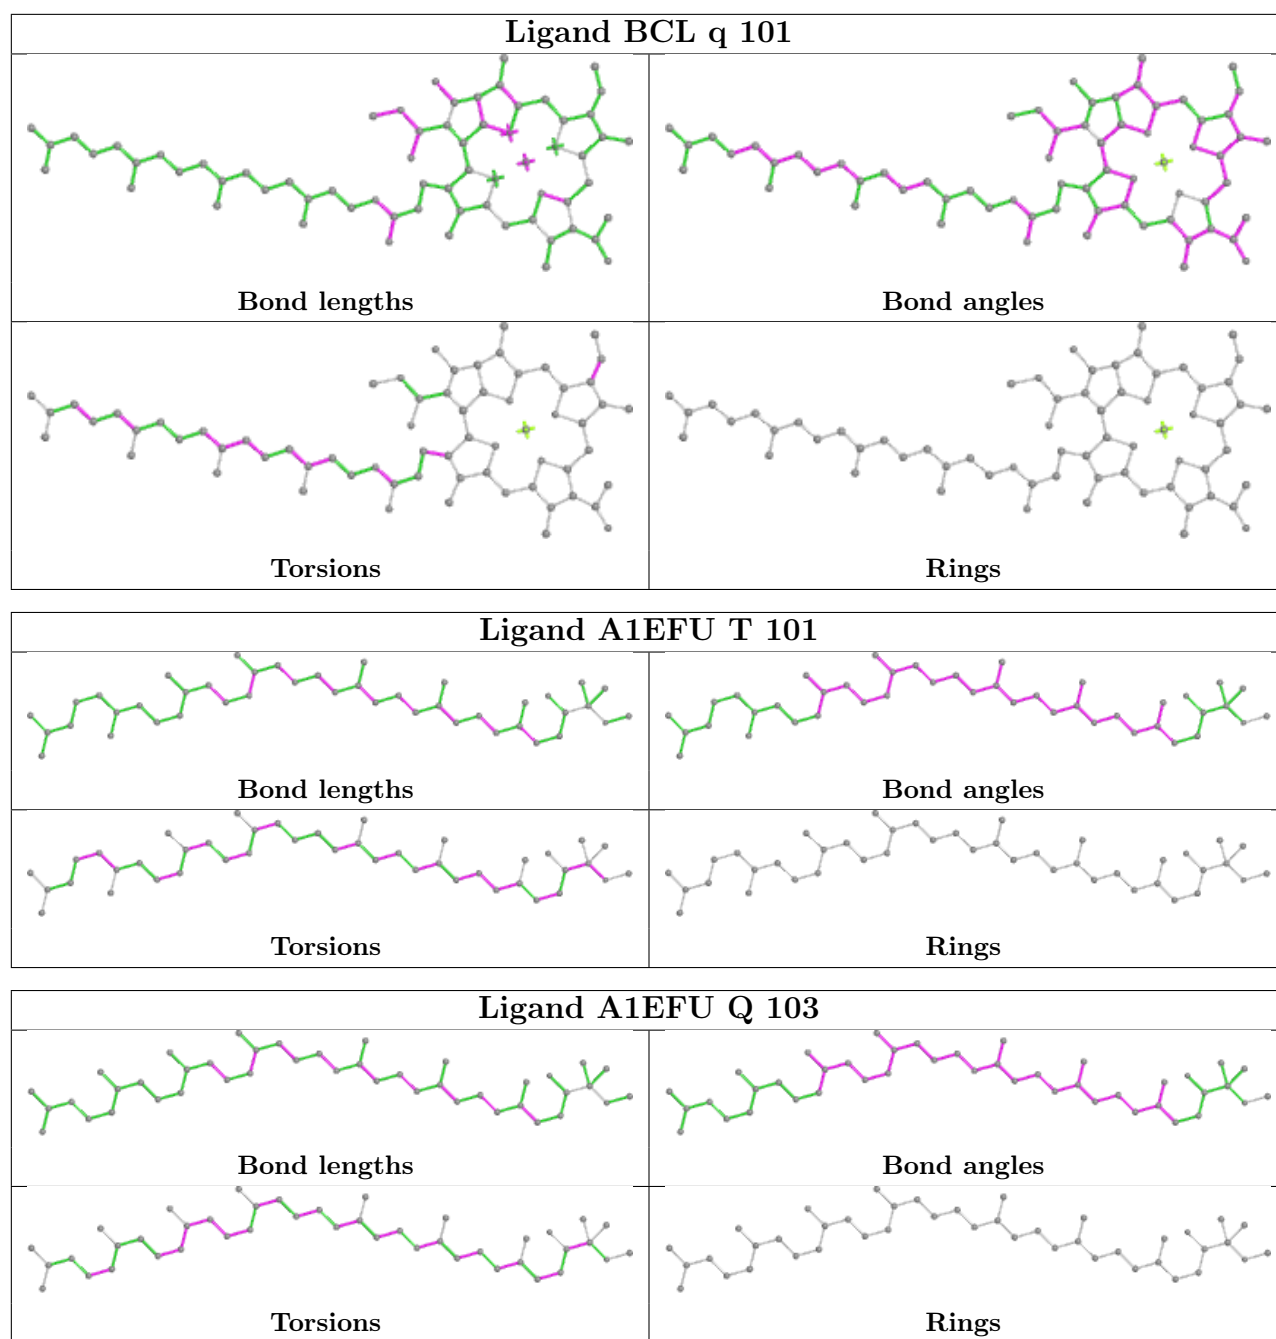 Ligand BCL q 101
Bond lengths
Bond angles
Torsions
Rings
Ligand A1EFU T 101
Bond lengths
Bond angles
Torsions
Rings
Ligand A1EFU Q 103
Bond lengths
Bond angles
Torsions
Rings